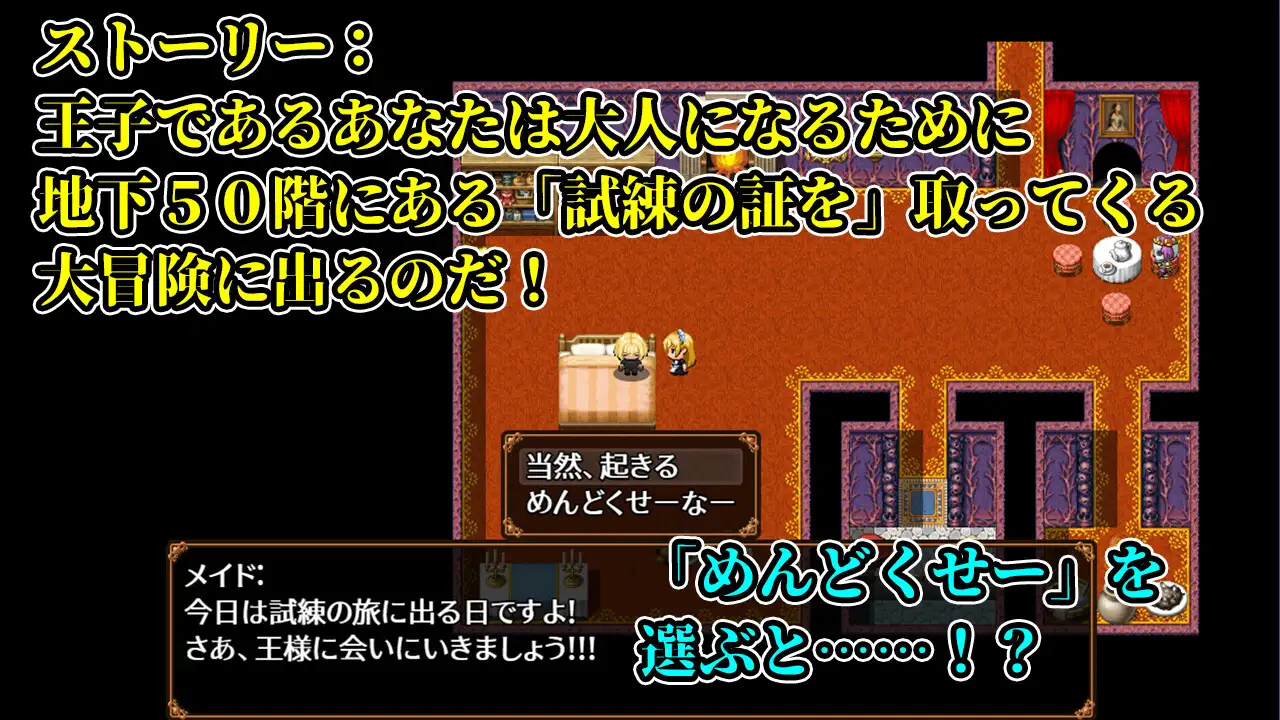 ストーリー：
王子であるあなたは大人になるために
地下５０階にある「試練の証を」取ってくる
大冒険に出るのだ！
当然、起きる
めんどくせーなー
メイド:
今日は試練の旅に出る日ですよ!
さあ、王様に会いにいきましょう!!!
「めんどくせー」を
選ぶと……！？